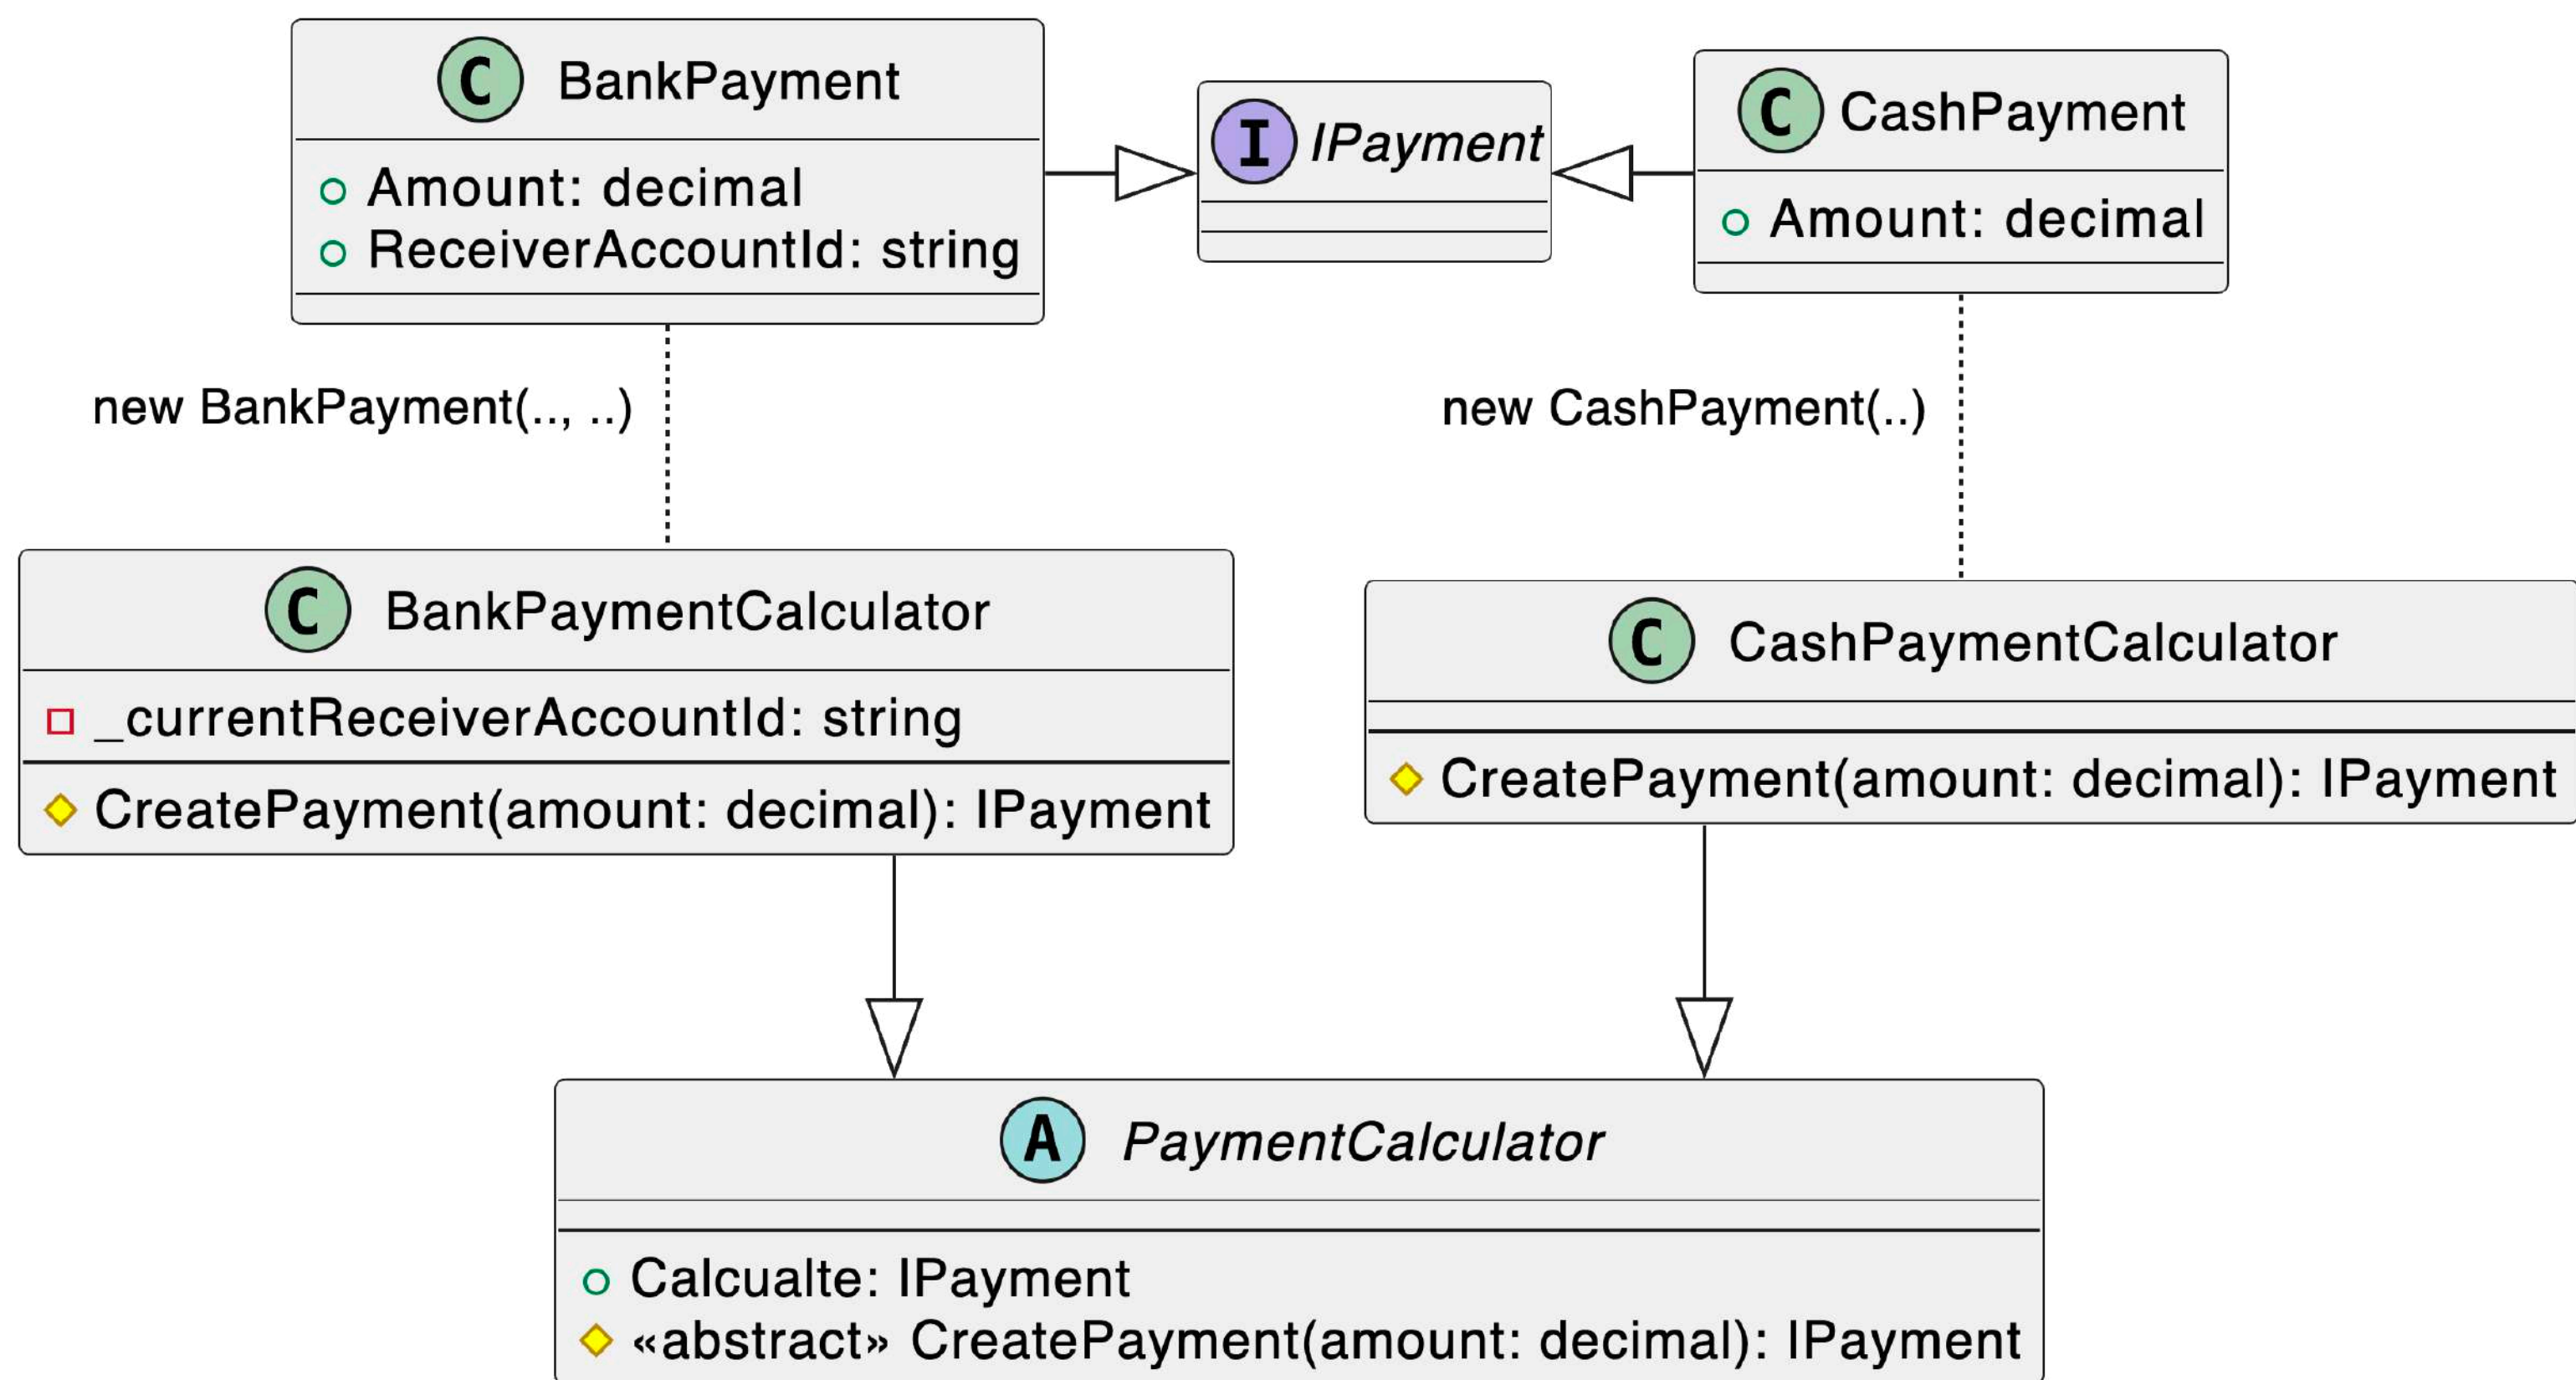 C BankPayment
Amount: decimal
ReceiverAccountId: string
I IPayment
C CashPayment
Amount: decimal
new BankPayment(.., ..)
new CashPayment(..)
C BankPaymentCalculator
_currentReceiverAccountId: string
CreatePayment(amount: decimal): IPayment
C CashPaymentCalculator
CreatePayment(amount: decimal): IPayment
A PaymentCalculator
Calcualte: IPayment
«abstract» CreatePayment(amount: decimal): IPayment